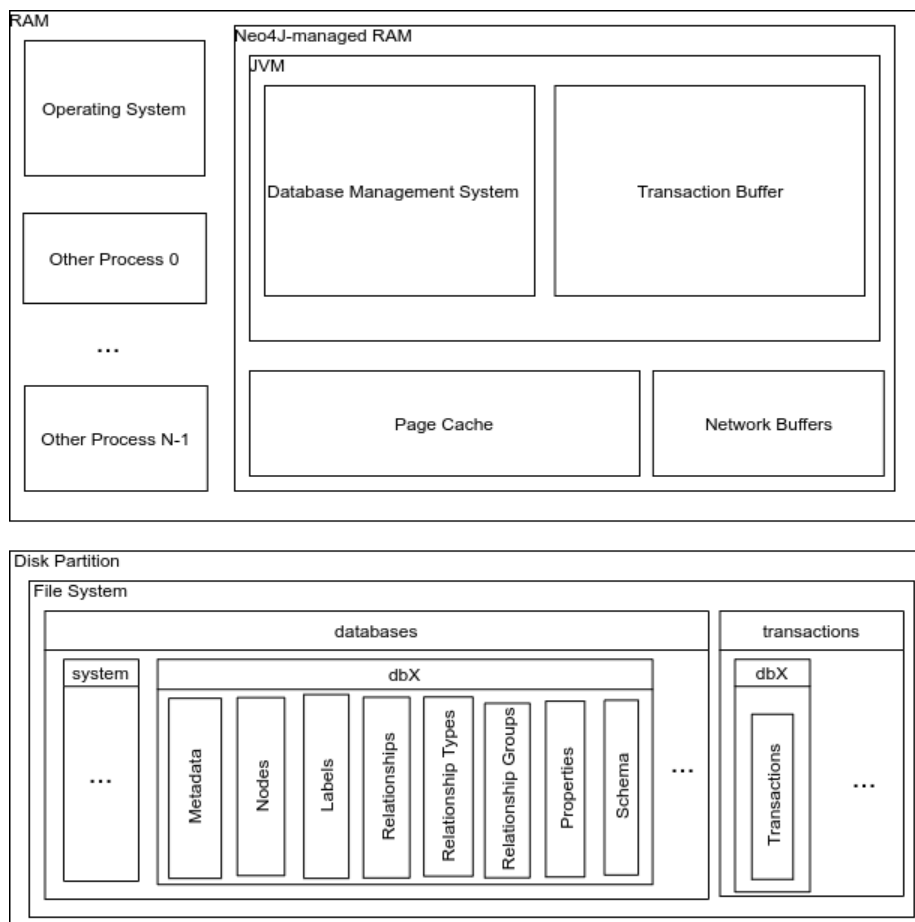 RAM
Neo4J-managed RAM
JVM
Operating System
Database Management System
Transaction Buffer
Other Process 0
...
Other Process N-1
Page Cache
Network Buffers
Disk Partition
File System
databases
transactions
system
dbX
dbX
...
Metadata
Nodes
Labels
Relationships
Relationship Types
Relationship Groups
Properties
Schema
...
Transactions
...